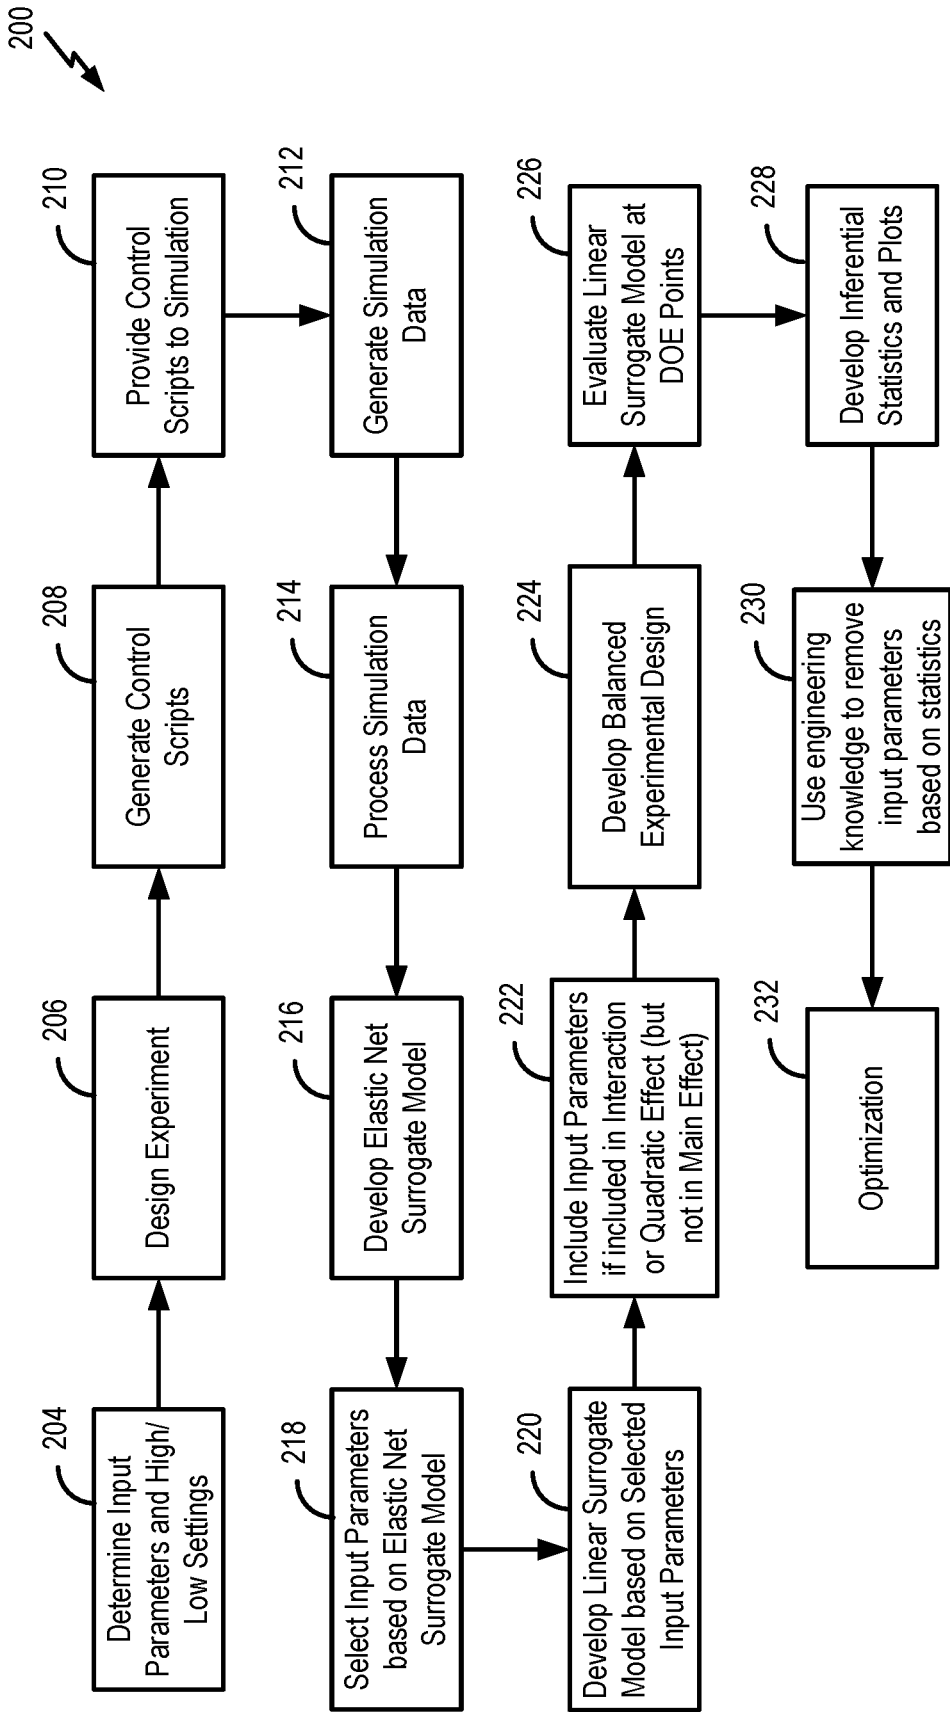 200
204
Determine Input
Parameters and High/
Low Settings
206
Design Experiment
208
Generate Control
Scripts
210
Provide Control
Scripts to Simulation
212
Generate Simulation
Data
214
Process Simulation
Data
216
Develop Elastic Net
Surrogate Model
218
Select Input Parameters
based on Elastic Net
Surrogate Model
220
Develop Linear Surrogate
Model based on Selected
Input Parameters
222
Include Input Parameters
if included in Interaction
or Quadratic Effect (but
not in Main Effect)
224
Develop Balanced
Experimental Design
226
Evaluate Linear
Surrogate Model at
DOE Points
228
Develop Inferential
Statistics and Plots
230
Use engineering
knowledge to remove
input parameters
based on statistics
232
Optimization